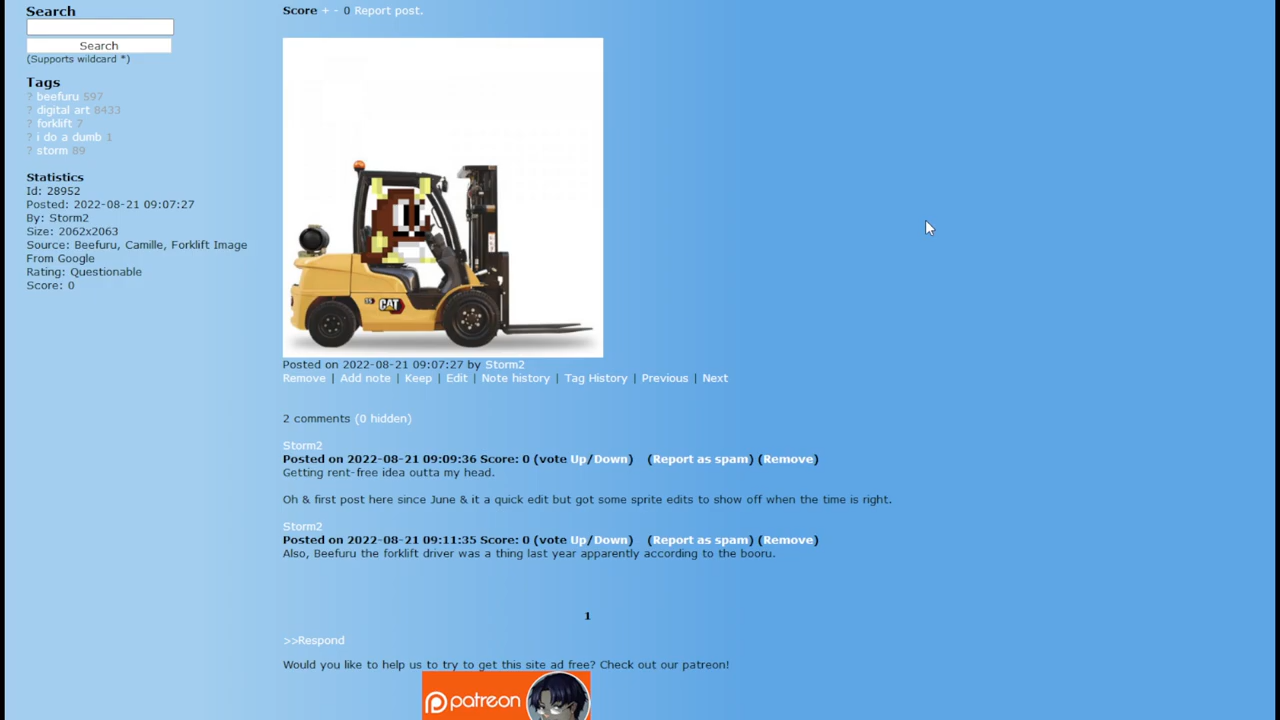 Search
Search
(Supports wildcard *)
Tags
? beefuru 597
? digital art 8433
? forklift 7
? i do a dumb 1
? storm 89
Statistics
Id: 28952
Posted: 2022-08-21 09:07:27
By: Storm2
Size: 2062x2063
Source: Beefuru, Camille, Forklift Image
From Google
Rating: Questionable
Score: 0
Score + - 0 Report post.
CAT
Posted on 2022-08-21 09:07:27 by Storm2
Remove | Add note | Keep | Edit | Note history | Tag History | Previous | Next
2 comments (0 hidden)
Storm2
Posted on 2022-08-21 09:09:36 Score: 0 (vote Up/Down) (Report as spam) (Remove)
Getting rent-free idea outta my head.
Oh & first post here since June & it a quick edit but got some sprite edits to show off when the time is right.
Storm2
Posted on 2022-08-21 09:11:35 Score: 0 (vote Up/Down) (Report as spam) (Remove)
Also, Beefuru the forklift driver was a thing last year apparently according to the booru.
1
>>Respond
Would you like to help us to try to get this site ad free? Check out our patreon!
patreon